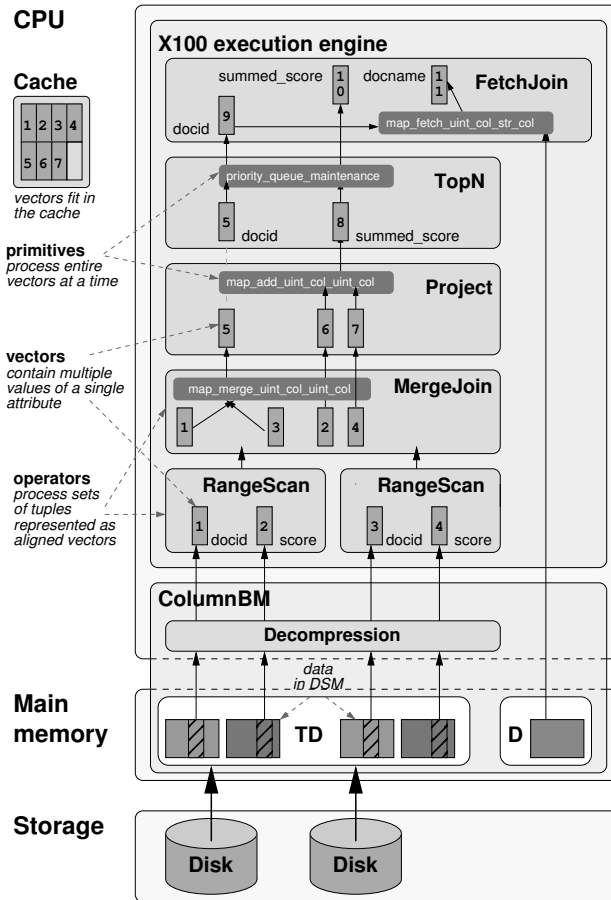 CPU
X100 execution engine
Cache
1 2 3 4
5 6 7
vectors fit in
the cache
summed_score
1
0
docname
1
1
FetchJoin
docid
9
map_fetch_uint_col_str_col
priority_queue_maintenance
TopN
5
docid
8
summed_score
primitives
process entire
vectors at a time
map_add_uint_col_uint_col
Project
5
6
7
vectors
contain multiple
values of a single
attribute
map_merge_uint_col_uint_col
MergeJoin
1
3
2
4
operators
process sets
of tuples
represented as
aligned vectors
RangeScan
1
docid
2
score
RangeScan
3
docid
4
score
ColumnBM
Decompression
data
in DSM
Main
memory
TD
D
Storage
Disk
Disk